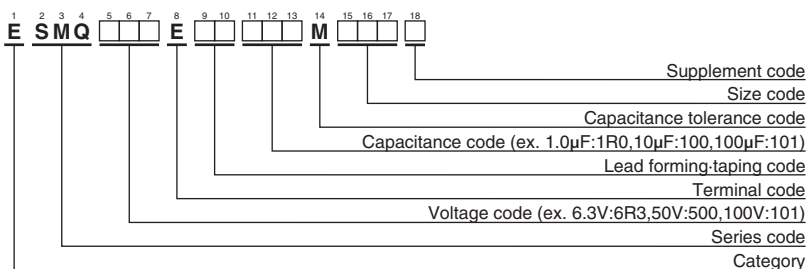 1 2 3 4 5 6 7 8 9 10 11 12 13 14 15 16 17 18
E SMQ □□□ E □□ □□□ M □□□ □
Supplement code
Size code
Capacitance tolerance code
Capacitance code (ex. 1.0μF:1R0,10μF:100,100μF:101)
Lead forming·taping code
Terminal code
Voltage code (ex. 6.3V:6R3,50V:500,100V:101)
Series code
Category